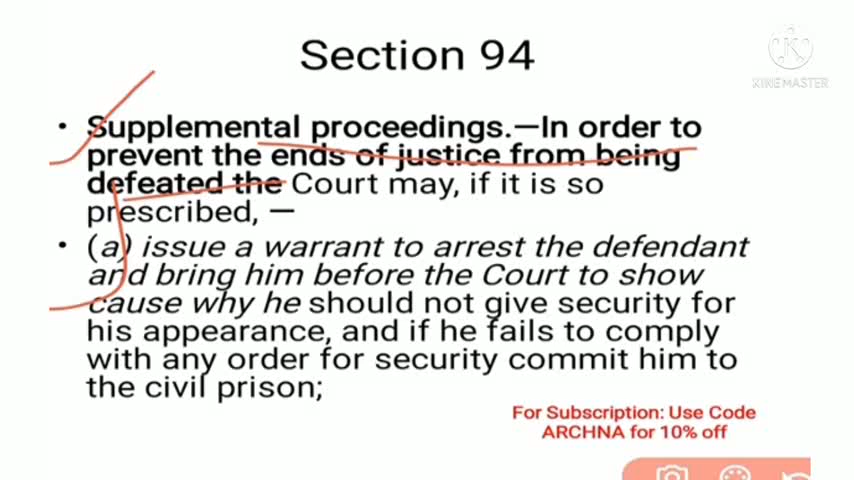 Section 94
KINEMASTER
• Supplemental proceedings.—In order to
prevent the ends of justice from being
defeated the Court may, if it is so
prescribed, —
• (a) issue a warrant to arrest the defendant
and bring him before the Court to show
cause why he should not give security for
his appearance, and if he fails to comply
with any order for security commit him to
the civil prison;
For Subscription: Use Code
ARCHNA for 10% off